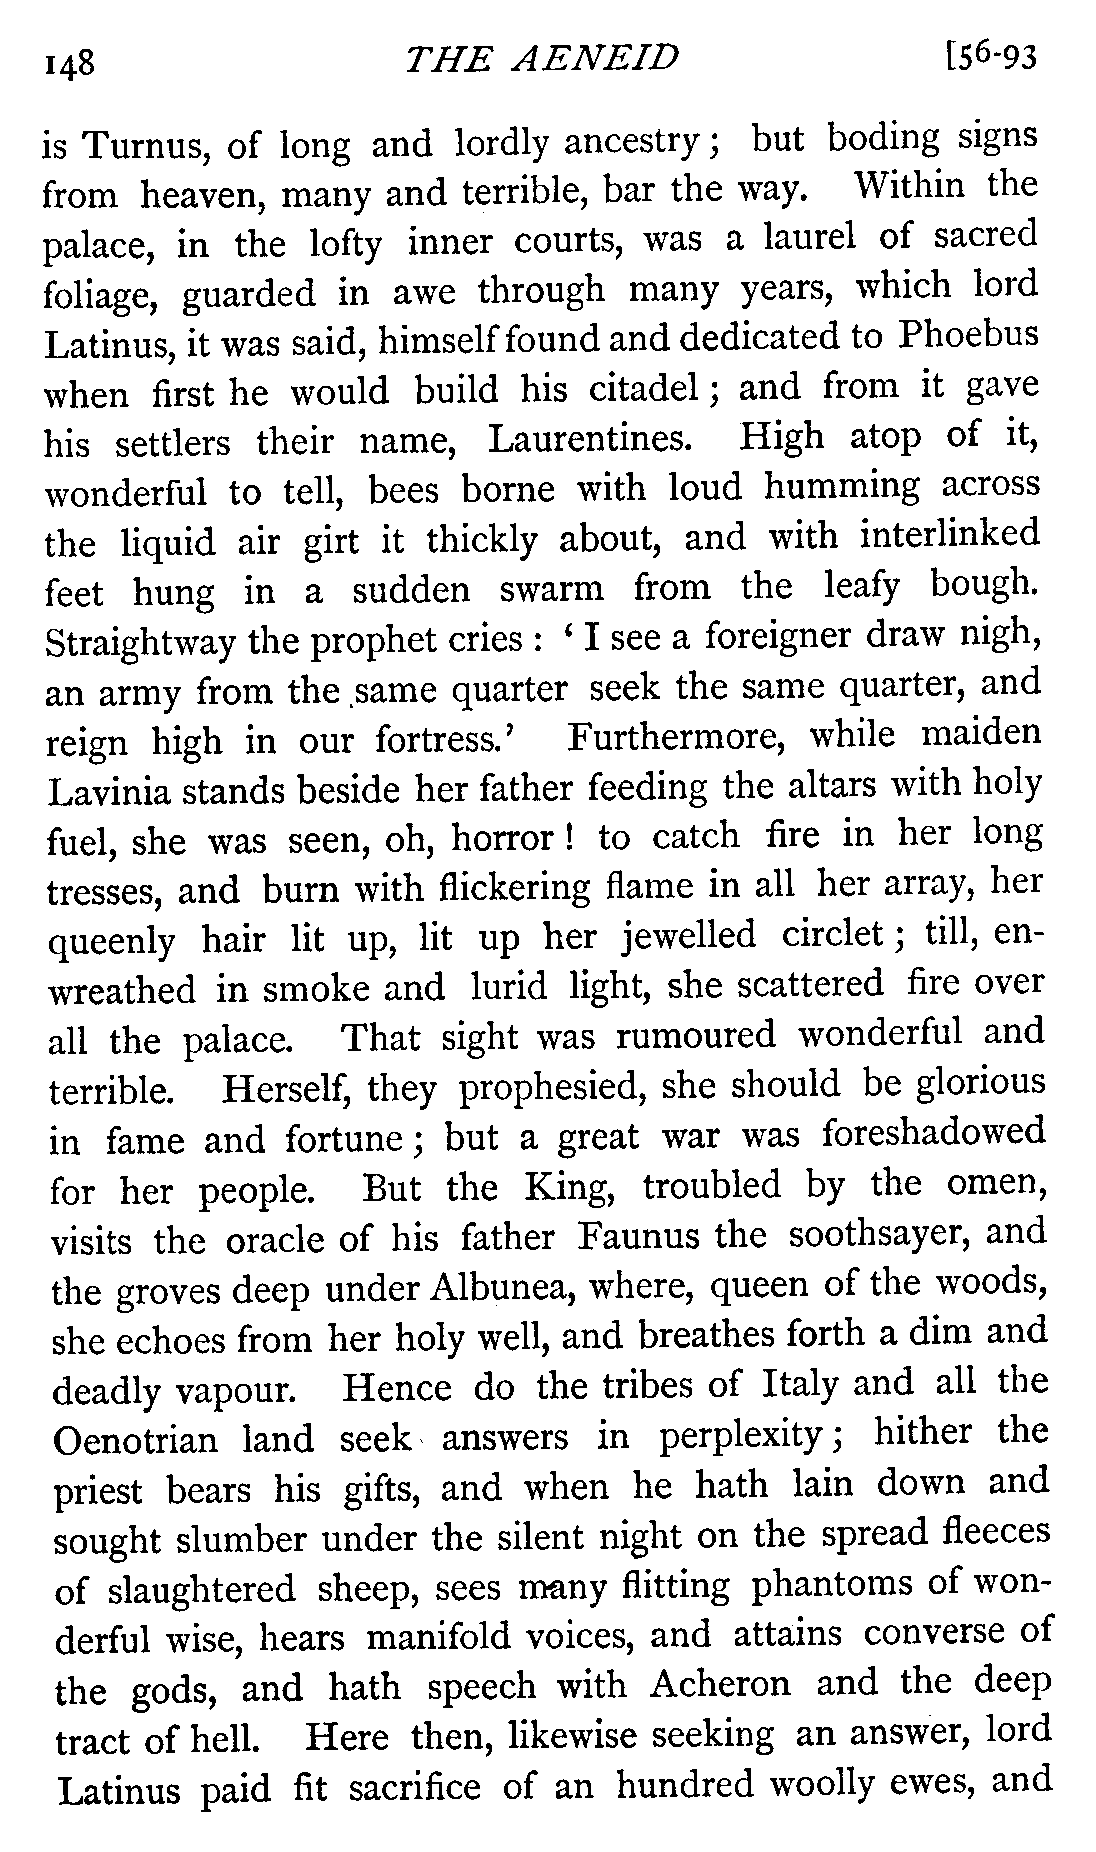 148 THE AENEID [56-93
is Turnus, of long and lordly ancestry; but boding signs
from heaven, many and terrible, bar the way. Within the
palace, in the lofty inner courts, was a laurel of sacred
foliage, guarded in awe through many years, which lord
Latinus, it was said, himself found and dedicated to Phoebus
when first he would build his citadel; and from it gave
his settlers their name, Laurentines. High atop of it,
wonderful to tell, bees borne with loud humming across
the liquid air girt it thickly about, and with interlinked
feet hung in a sudden swarm from the leafy bough.
Straightway the prophet cries: ‘I see a foreigner draw nigh,
an army from the same quarter seek the same quarter, and
reign high in our fortress.’ Furthermore, while maiden
Lavinia stands beside her father feeding the altars with holy
fuel, she was seen, oh, horror! to catch fire in her long
tresses, and burn with flickering flame in all her array, her
queenly hair lit up, lit up her jewelled circlet; till, en-
wreathed in smoke and lurid light, she scattered fire over
all the palace. That sight was rumoured wonderful and
terrible. Herself, they prophesied, she should be glorious
in fame and fortune; but a great war was foreshadowed
for her people. But the King, troubled by the omen,
visits the oracle of his father Faunus the soothsayer, and
the groves deep under Albunea, where, queen of the woods,
she echoes from her holy well, and breathes forth a dim and
deadly vapour. Hence do the tribes of Italy and all the
Oenotrian land seek answers in perplexity; hither the
priest bears his gifts, and when he hath lain down and
sought slumber under the silent night on the spread fleeces
of slaughtered sheep, sees many flitting phantoms of won-
derful wise, hears manifold voices, and attains converse of
the gods, and hath speech with Acheron and the deep
tract of hell. Here then, likewise seeking an answer, lord
Latinus paid fit sacrifice of an hundred woolly ewes, and